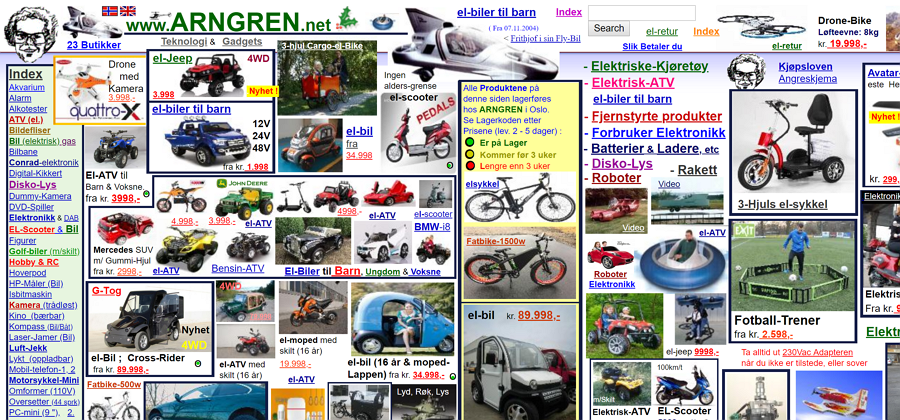 www.ARNGREN.net
23 Butikker
Teknologi & Gadgets
el-biler til barn
Index
( Fra 07.11.2004)
< Frithjof i sin Fly-Bil
Search
el-retur
Index
Slik Betaler du
el-retur
Drone-Bike
Løfteevne: 8kg
kr. 19.998,-
Index
Akvarium
Alarm
Alkotester
ATV (el.)
Bildefliser
Bil (elektrisk) gas
Bilbane
Conrad-elektronik
Digital-Kikkert
Disko-Lys
Dummy-Kamera
DVD-Spiller
Elektronikk & DAB
EL-Scooter & Bil
Figurer
Golf-biler (m/skilt)
Hobby & RC
Hoverpod
HP-Måler (Bil)
Isbitmaskin
Kamera (trådløst)
Kino (bærbar)
Kompass (Bil/Båt)
Laser-Jamer (Bil)
Luft-Jekk
Lykt (oppladbar)
Mobil-telefon-1, 2
Motorsykkel-Mini
Omformer (110V)
Oversetter (44 sprk)
PC-mini (9 "), 2.
Drone
med
Kamera
3.998,-
quattro-X
el-Jeep
4WD
3.998
Nyhet !
el-biler til barn
12V
24V
48V
fra kr. 1.998
El-ATV til
Barn & Voksne
fra kr. 3998,-
3-hjul Cargo-el-Bike
el-bil
fra
34.998
Ingen
alders-grense
el-scooter
PEDALS
Alle Produktene på
denne siden lagerføres
hos ARNGREN i Oslo.
Se Lagerkoden etter
Prisene (lev. 2 - 5 dager) :
Er på Lager
Kommer før 3 uker
Lengre enn 3 uker
elsykkel
Fatbike-1500w
el-bil kr. 89.998,-
- Elektriske-Kjøretøy
- Elektrisk-ATV
el-biler til barn
- Fjernstyrte produkter
- Forbruker Elektronikk
- Batterier & Ladere, etc
- Disko-Lys
- Roboter
- Rakett
Video
Video
Kjøpsloven
Angreskjema
3-Hjuls el-sykkel
Avatar-
este He
Nyhet !
kr. 299,
Mercedes SUV
m/ Gummi-Hjul
fra kr. 2998,-
4.998,-
JOHN DEERE
3.998,-
el-ATV
4998,-
el-ATV
el-scooter
BMW-i8
el-ATV
Bensin-ATV
El-Biler til Barn, Ungdom & Voksne
el-ATV
Roboter
Elektronikk
EXIT
Fotball-Trener
fra kr. 2.598,-
G-Tog
Nyhet
4WD
el-Bil ; Cross-Rider
fra kr. 89.998,-
4WD
el-ATV med
skilt (16 år)
el-moped med
skilt (16 år)
19.998,-
el-bil (16 år & moped-
Lappen) fra kr. 34.998,-
el-jeep 9998,-
Ta alltid ut 230Vac Adapteren
når du ikke er tilstede, eller sover
Fatbike-500w
el-ATV
Lyd, Røk, Lys
m/Skilt
Elektrisk-ATV
100km/t
EL-Scooter